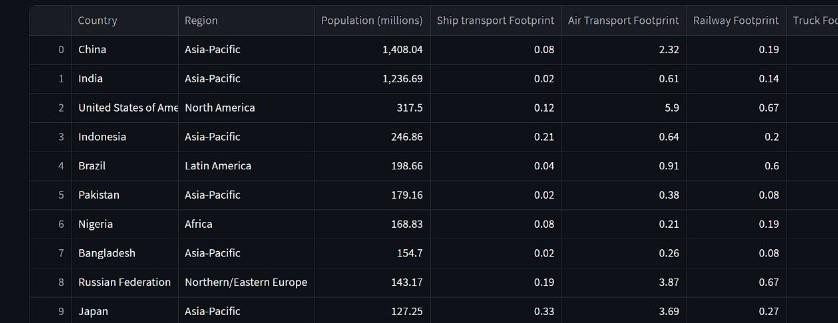 Country Region Population (millions) Ship transport Footprint Air Transport Footprint Railway Footprint Truck Foo
0 China Asia-Pacific 1,408.04 0.08 2.32 0.19
1 India Asia-Pacific 1,236.69 0.02 0.61 0.14
2 United States of Ame North America 317.5 0.12 5.9 0.67
3 Indonesia Asia-Pacific 246.86 0.21 0.64 0.2
4 Brazil Latin America 198.66 0.04 0.91 0.6
5 Pakistan Asia-Pacific 179.16 0.02 0.38 0.08
6 Nigeria Africa 168.83 0.08 0.21 0.19
7 Bangladesh Asia-Pacific 154.7 0.02 0.26 0.08
8 Russian Federation Northern/Eastern Europe 143.17 0.19 3.87 0.67
9 Japan Asia-Pacific 127.25 0.33 3.69 0.27